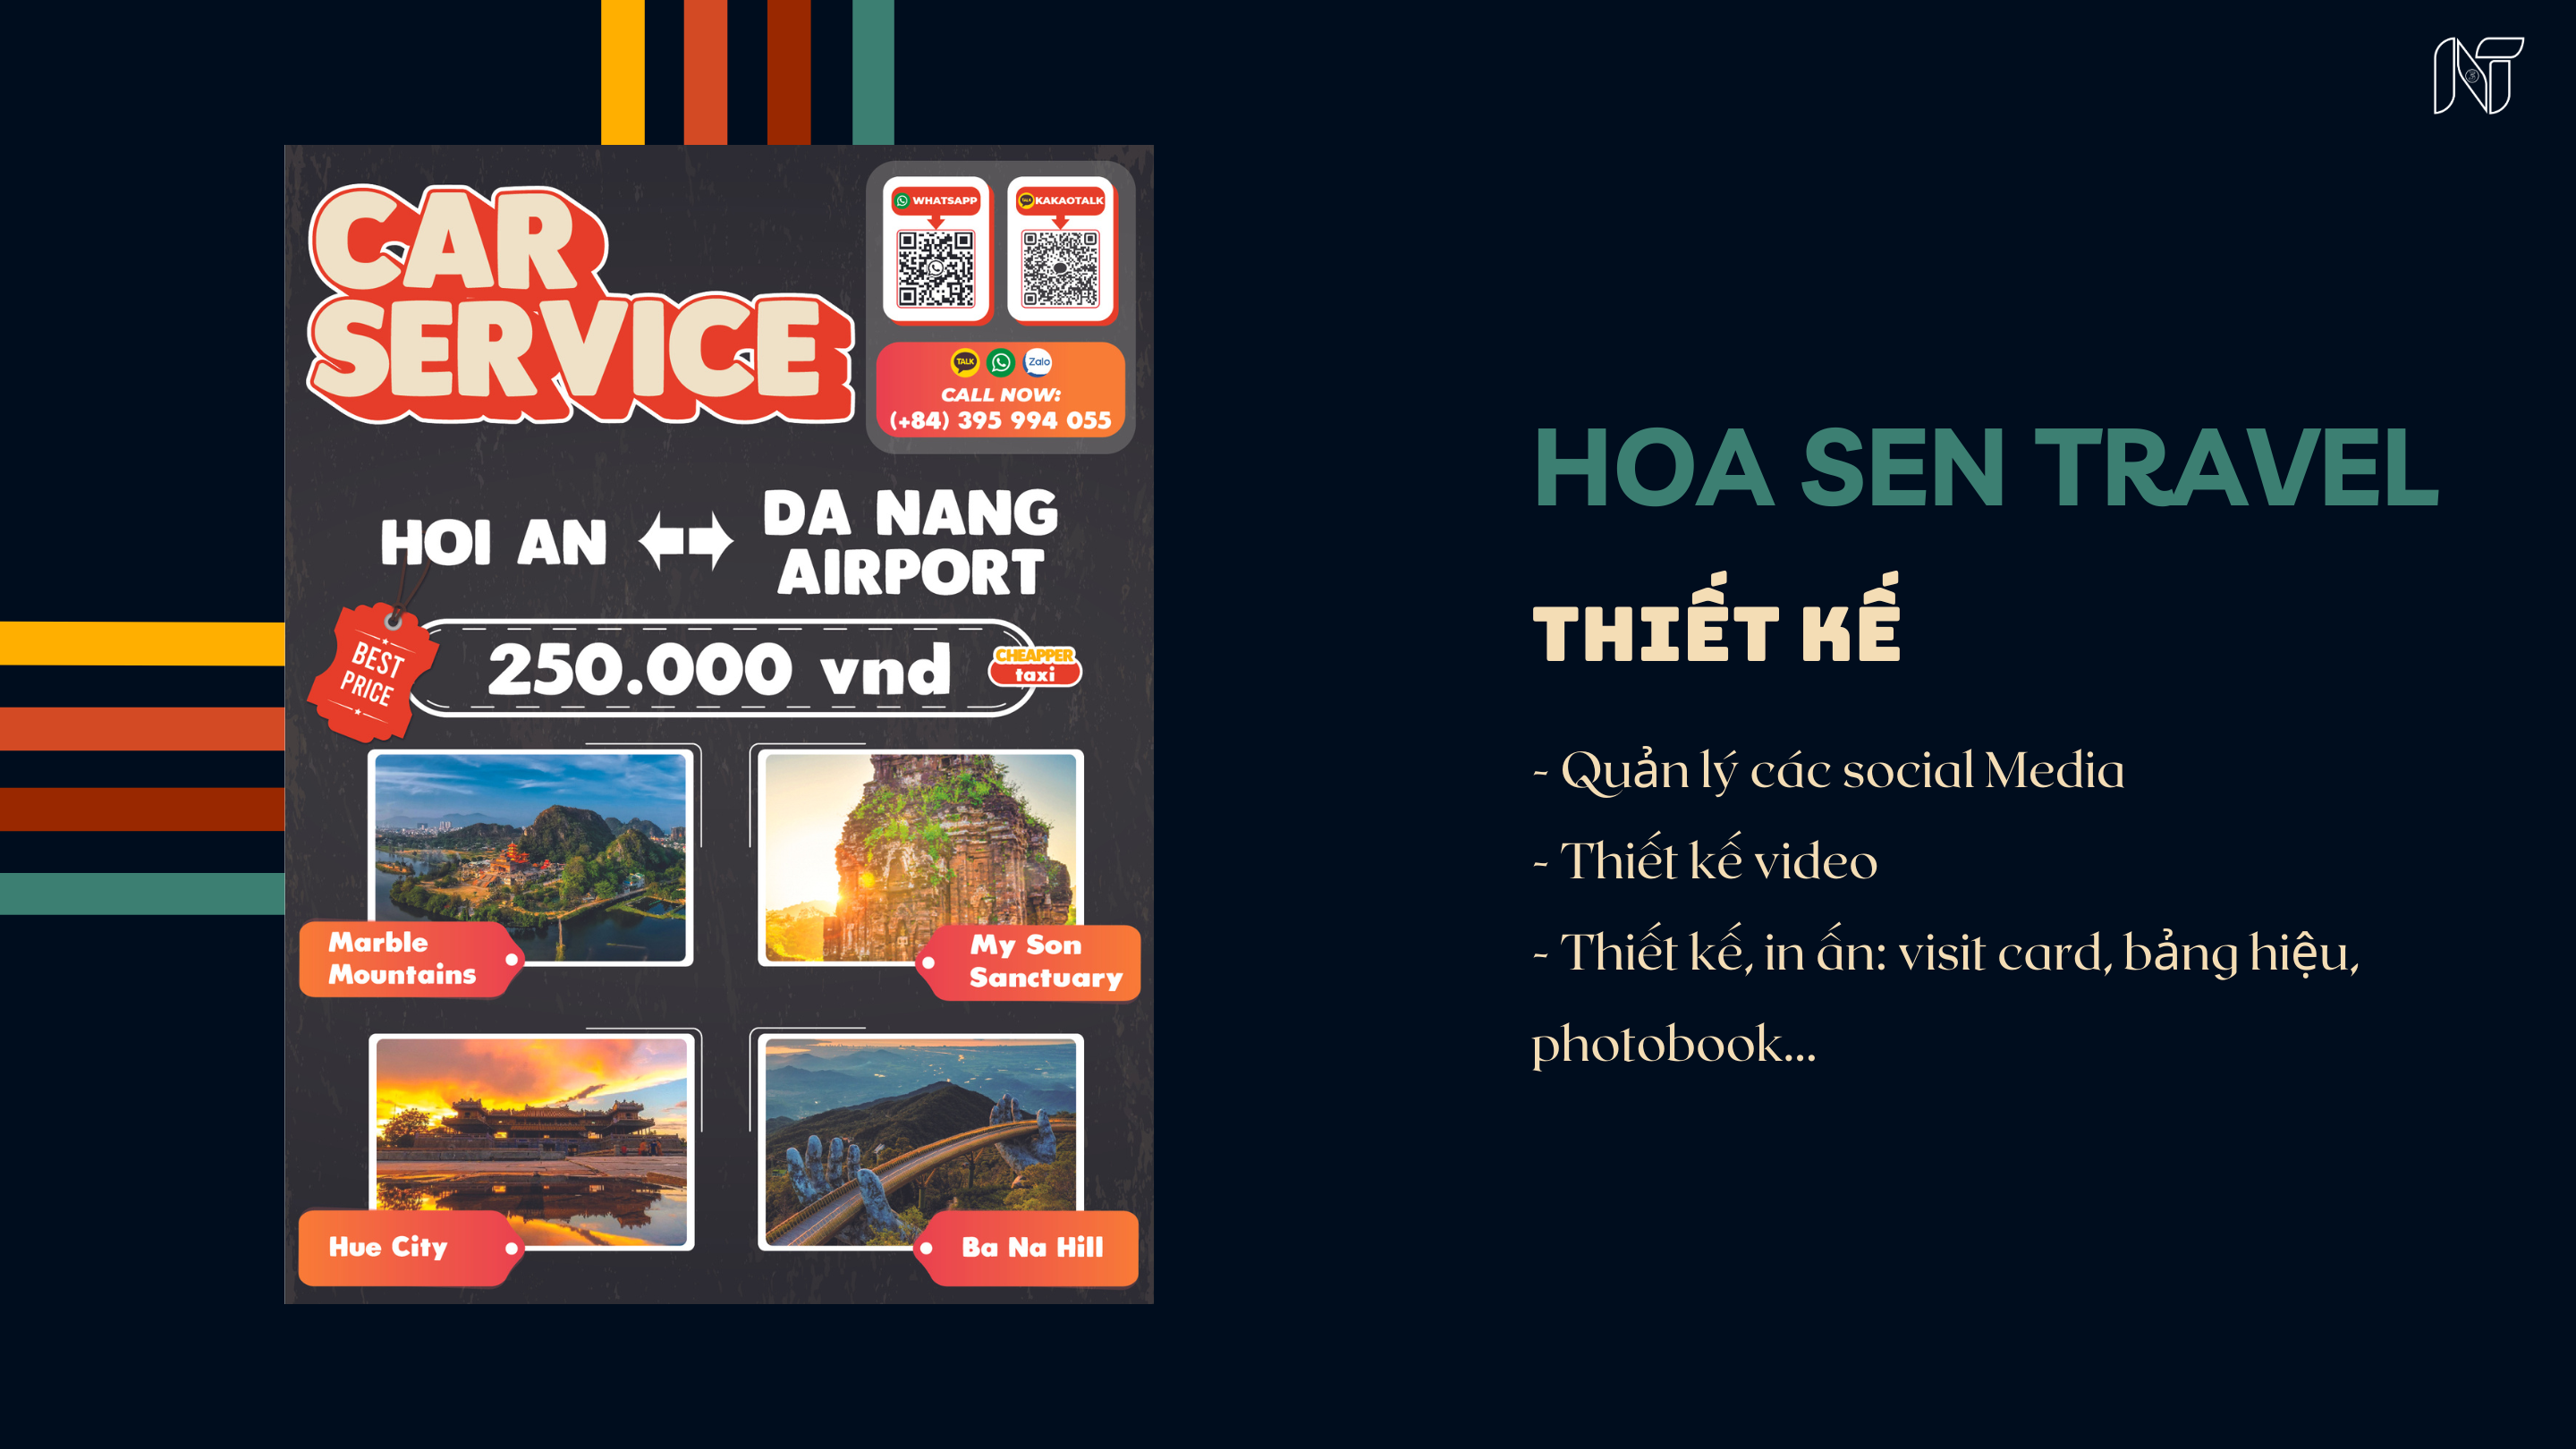 CAR
SERVICE
WHATSAPP
KAKAOTALK
TALK
Zalo
CALL NOW:
(+84) 395 994 055
HOI AN
DA NANG
AIRPORT
BEST
PRICE
250.000 vnd
CHEAPPER
taxi
Marble
Mountains
My Son
Sanctuary
Hue City
Ba Na Hill
NT
HOA SEN TRAVEL
THIẾT KẾ
- Quản lý các social Media
- Thiết kế video
- Thiết kế, in ấn: visit card, bảng hiệu,
photobook...